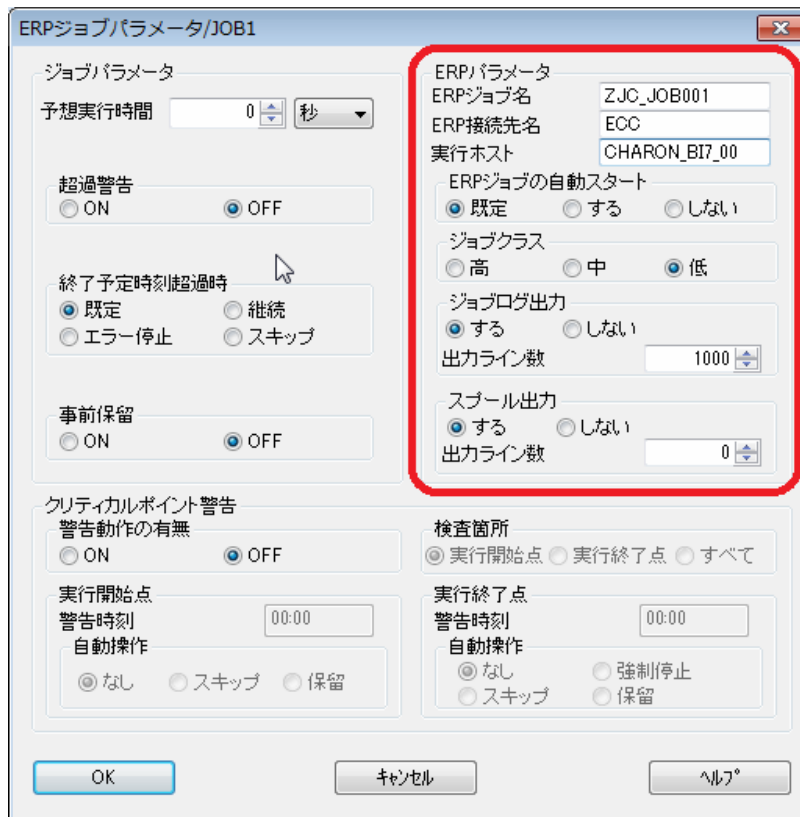 ERPジョブパラメータ/JOB1
ジョブパラメータ
予想実行時間 0 秒
超過警告
ON OFF
終了予定時刻超過時
既定 継続
エラー停止 スキップ
事前保留
ON OFF
ERPパラメータ
ERPジョブ名 ZJC_JOB001
ERP接続先名 ECC
実行ホスト CHARON_BI7_00
ERPジョブの自動スタート
既定 する しない
ジョブクラス
高 中 低
ジョブログ出力
する しない
出力ライン数 1000
スプール出力
する しない
出力ライン数 0
クリティカルポイント警告
警告動作の有無
ON OFF
検査箇所
実行開始点 実行終了点 すべて
実行開始点
警告時刻 00:00
自動操作
なし スキップ 保留
実行終了点
警告時刻 00:00
自動操作
なし 強制停止
スキップ 保留
OK キャンセル ヘルプ